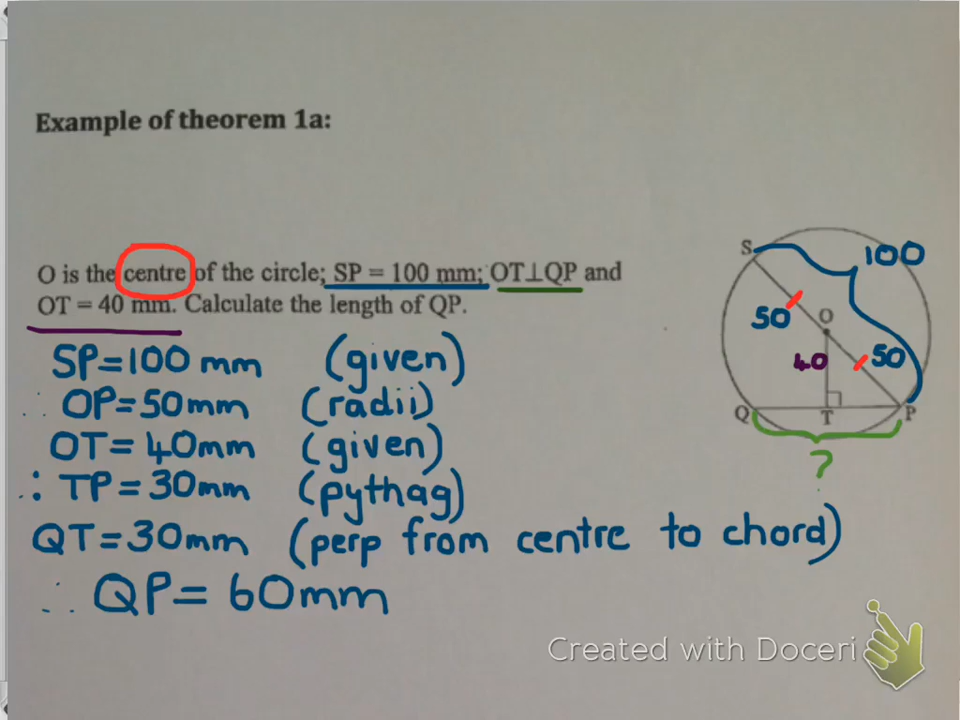 Example of theorem 1a:
O is the centre of the circle; SP = 100 mm; OT⊥QP and
OT = 40 mm. Calculate the length of QP.
SP=100 mm (given)
∴ OP=50mm (radii)
OT=40mm (given)
∴ TP=30mm (pythag)
QT=30mm (perp from centre to chord)
∴ QP=60mm
S
100
50
O
40
50
Q
T
P
?
Created with Doceri